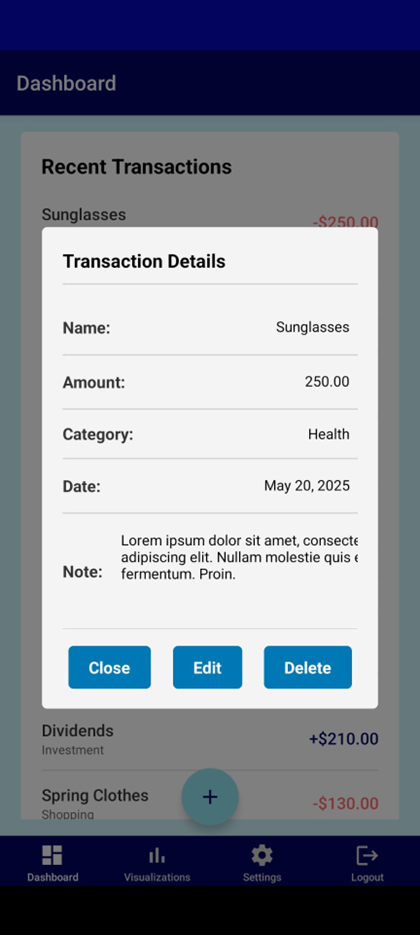 Dashboard
Recent Transactions
Sunglasses
-$250.00
Transaction Details
Name: Sunglasses
Amount: 250.00
Category: Health
Date: May 20, 2025
Note: Lorem ipsum dolor sit amet, consecte
adipiscing elit. Nullam molestie quis e
fermentum. Proin.
Close Edit Delete
Dividends
Investment
+$210.00
Spring Clothes
Shopping
-$130.00
+
Dashboard Visualizations Settings Logout